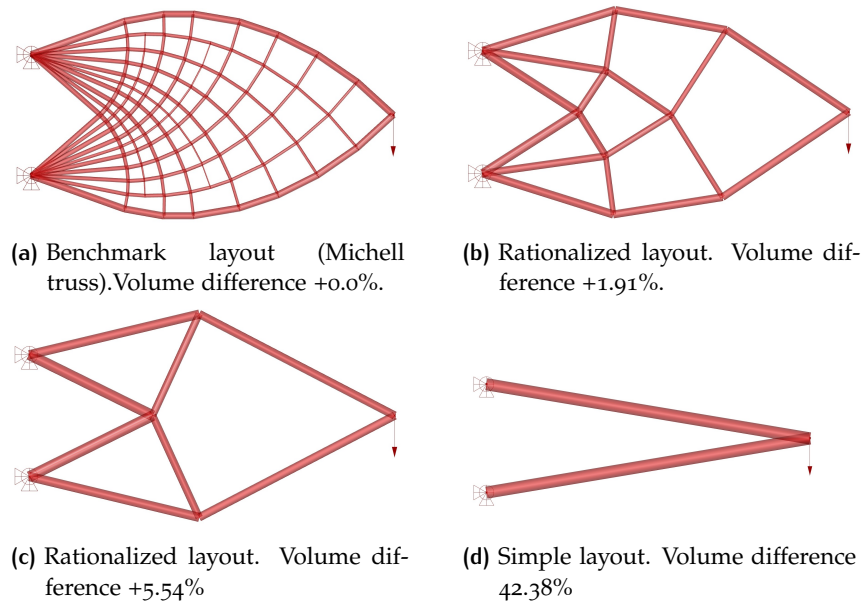 (a) Benchmark layout (Michell
truss).Volume difference +0.0%.
(b) Rationalized layout. Volume dif-
ference +1.91%.
(c) Rationalized layout. Volume dif-
ference +5.54%
(d) Simple layout. Volume difference
42.38%